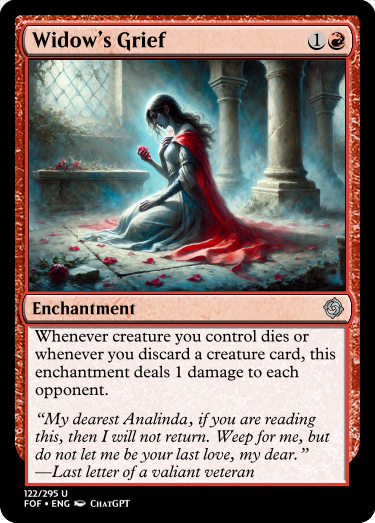 Widow's Grief
1
Enchantment
Whenever creature you control dies or
whenever you discard a creature card, this
enchantment deals 1 damage to each
opponent.
“My dearest Analinda, if you are reading
this, then I will not return. Weep for me, but
do not let me be your last love, my dear.”
—Last letter of a valiant veteran
122/295 U
FOF • ENG ChatGPT